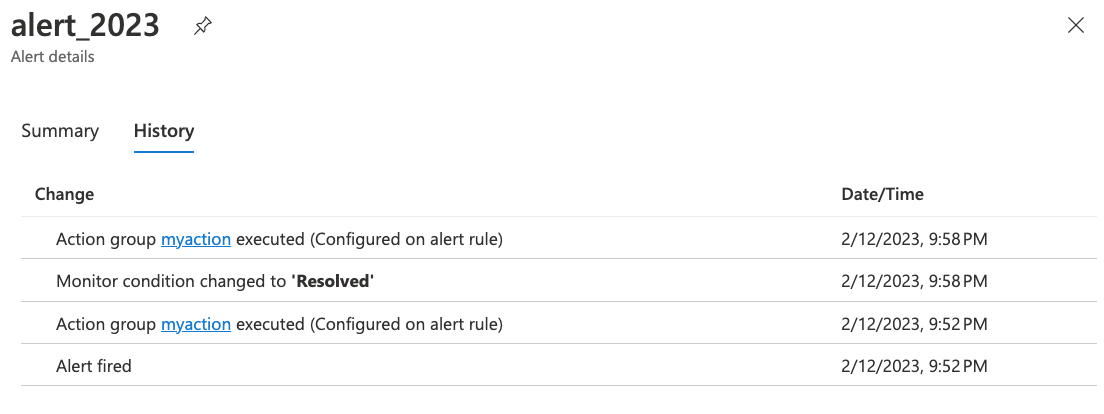 alert_2023
Alert details
Summary History
Change Date/Time
Action group myaction executed (Configured on alert rule) 2/12/2023, 9:58 PM
Monitor condition changed to 'Resolved' 2/12/2023, 9:58 PM
Action group myaction executed (Configured on alert rule) 2/12/2023, 9:52 PM
Alert fired 2/12/2023, 9:52 PM